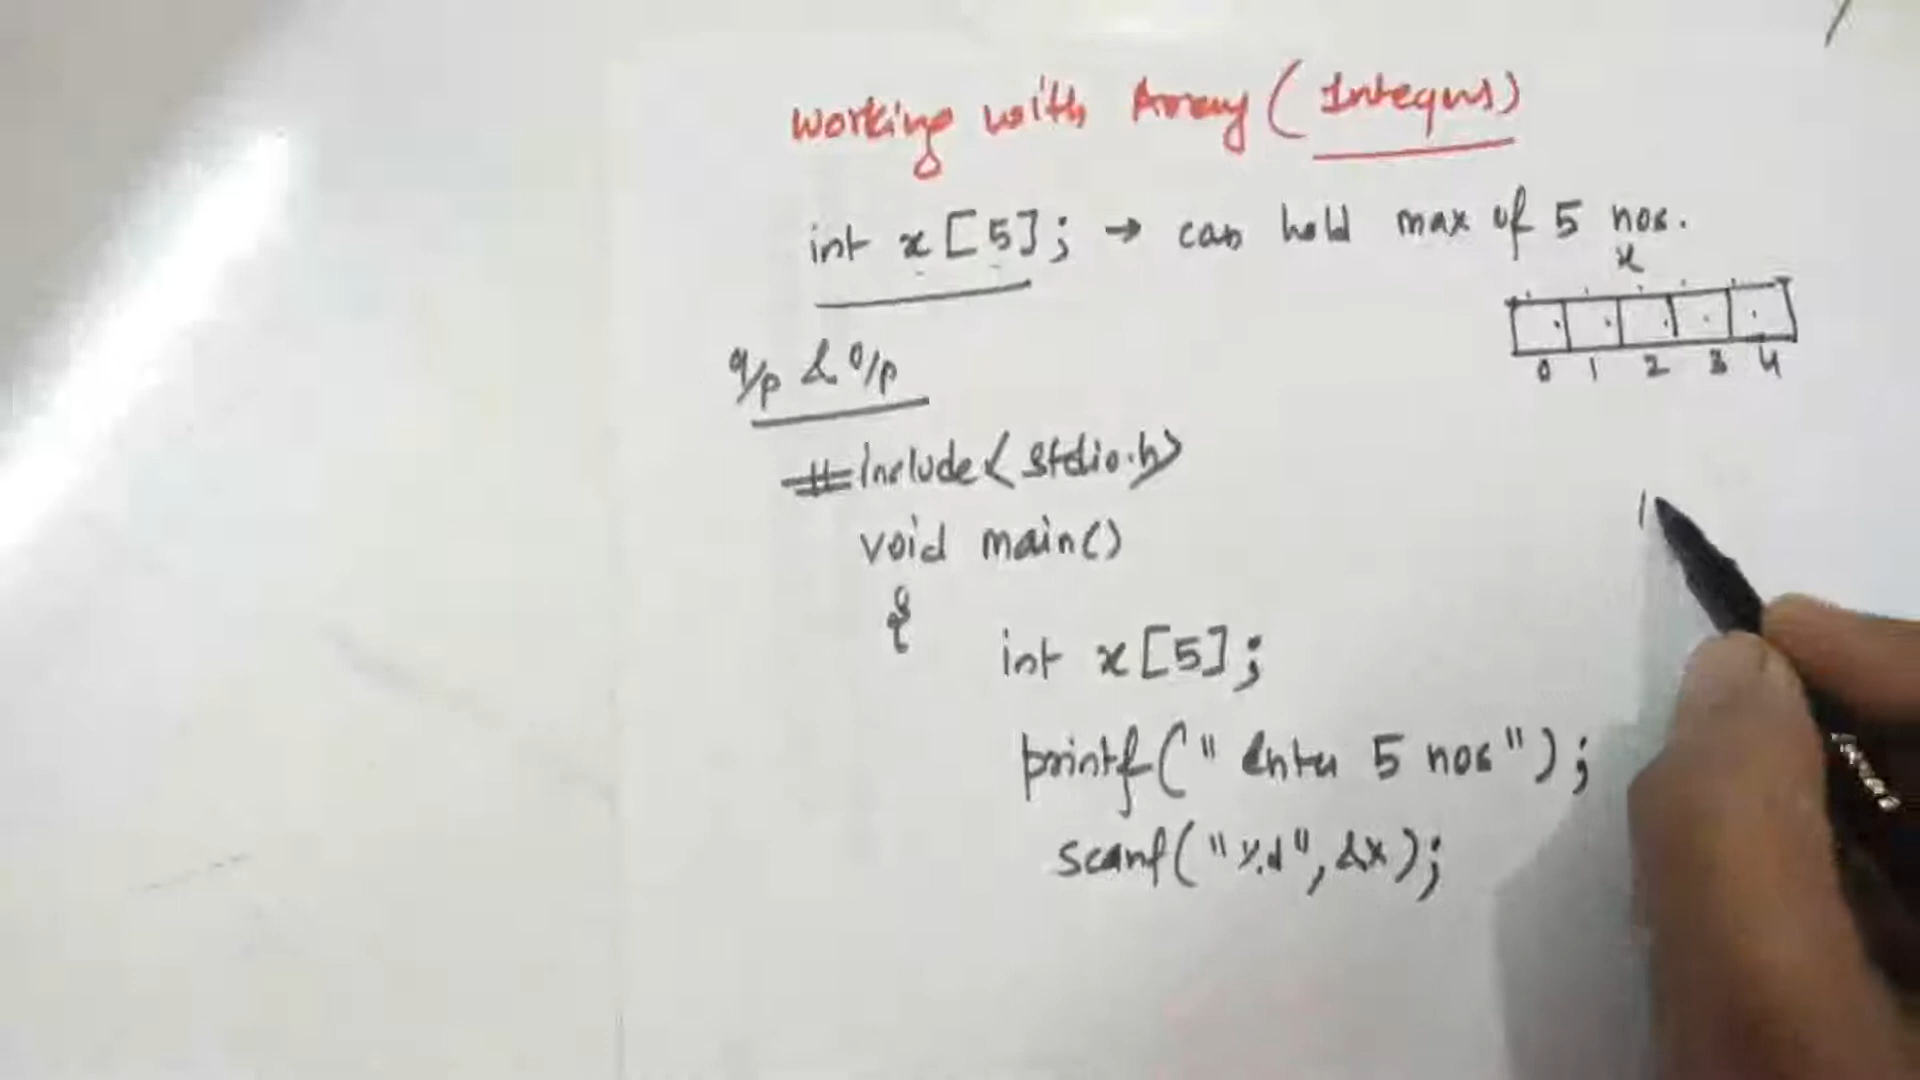 Working with Array (Integers)
int x[5]; → can hold max of 5 nos.
x
0 1 2 3 4
I/p & O/p
#include<stdio.h>
void main()
{
int x[5];
printf("Enter 5 nos");
scanf("%d",&x);